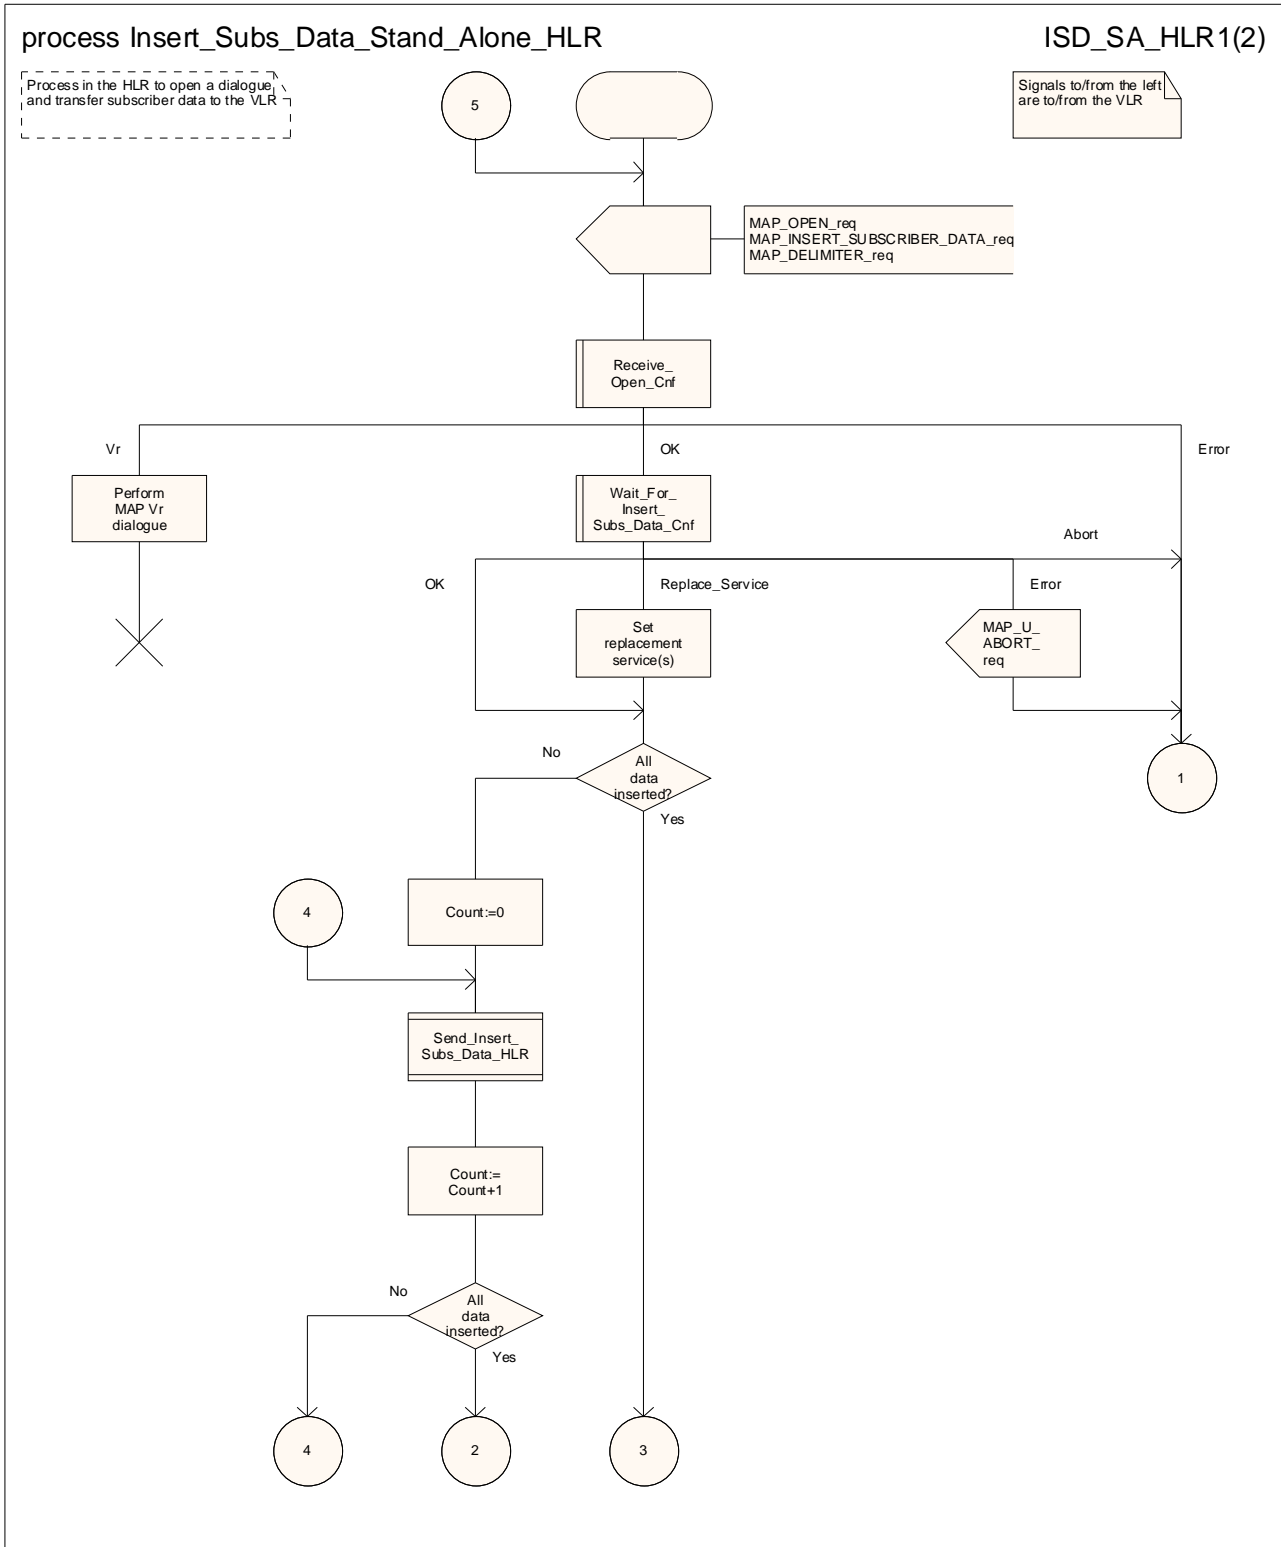 process Insert_Subs_Data_Stand_Alone_HLR
ISD_SA_HLR1(2)
Process in the HLR to open a dialogue
and transfer subscriber data to the VLR
5
Signals to/from the left
are to/from the VLR
MAP_OPEN_req
MAP_INSERT_SUBSCRIBER_DATA_req
MAP_DELIMITER_req
Receive_
Open_Cnf
Vr
OK
Error
Perform
MAP Vr
dialogue
Wait_For_
Insert_
Subs_Data_Cnf
Abort
OK
Replace_Service
Error
Set
replacement
service(s)
MAP_U_
ABORT_
req
No
All
data
inserted?
Yes
1
4
Count:=0
Send_Insert_
Subs_Data_HLR
Count:=
Count+1
No
All
data
inserted?
Yes
4
2
3